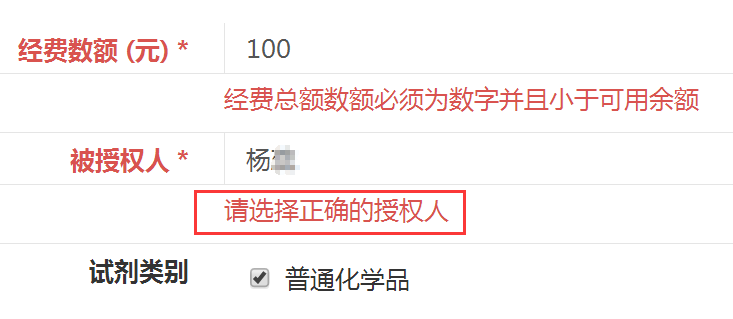 经费数额 (元) * 100
经费总额数额必须为数字并且小于可用余额
被授权人 * 杨
请选择正确的授权人
试剂类别 普通化学品